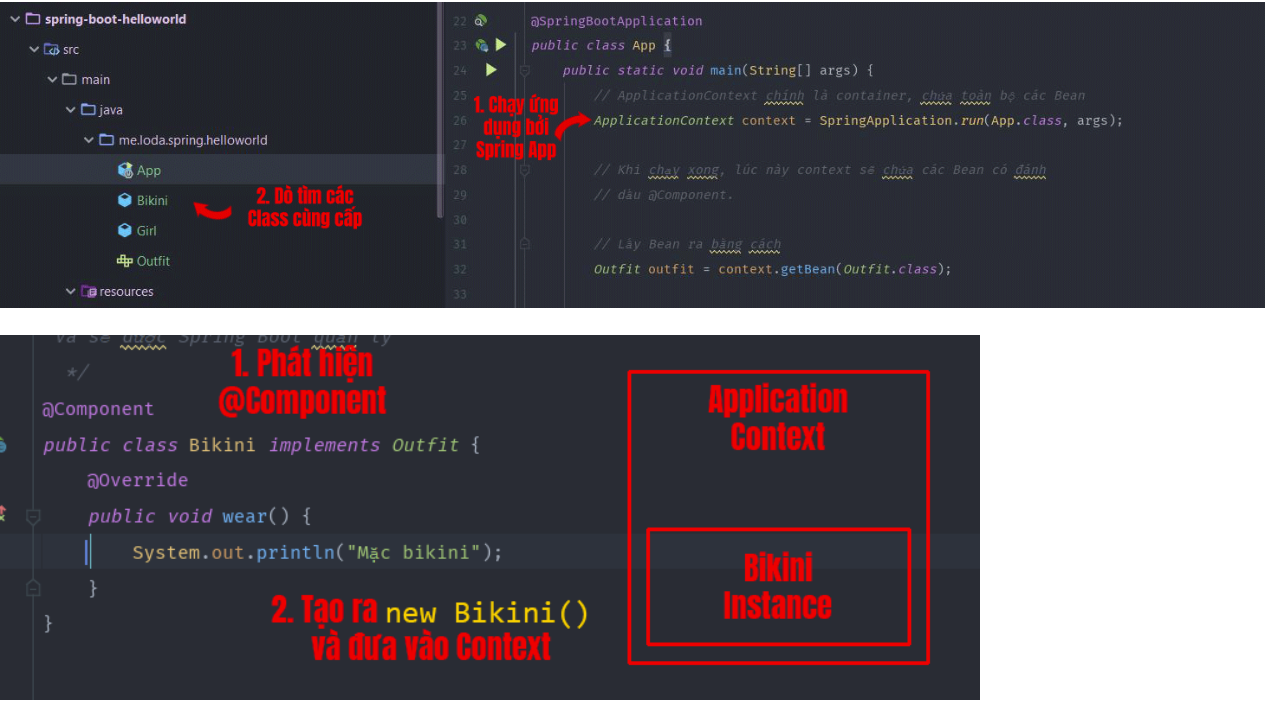 spring-boot-helloworld
src
main
java
me.loda.spring.helloworld
App
Bikini
Girl
Outfit
resources
2. Dò tìm các
Class cùng cấp
22 @SpringBootApplication
23 public class App {
24 public static void main(String[] args) {
25 // ApplicationContext chính là container, chứa toàn bộ các Bean
26 ApplicationContext context = SpringApplication.run(App.class, args);
27
28 // Khi chạy xong, lúc này context sẽ chứa các Bean có đánh
29 // dấu @Component.
30
31 // Lấy Bean ra bằng cách
32 Outfit outfit = context.getBean(Outfit.class);
33
1. Chạy ứng
dụng bởi
Spring App
và sẽ được Spring Boot quản lý
*/
@Component
public class Bikini implements Outfit {
@Override
public void wear() {
System.out.println("Mặc bikini");
}
}
1. Phát hiện
@Component
2. Tạo ra new Bikini()
và đưa vào Context
Application
Context
Bikini
Instance